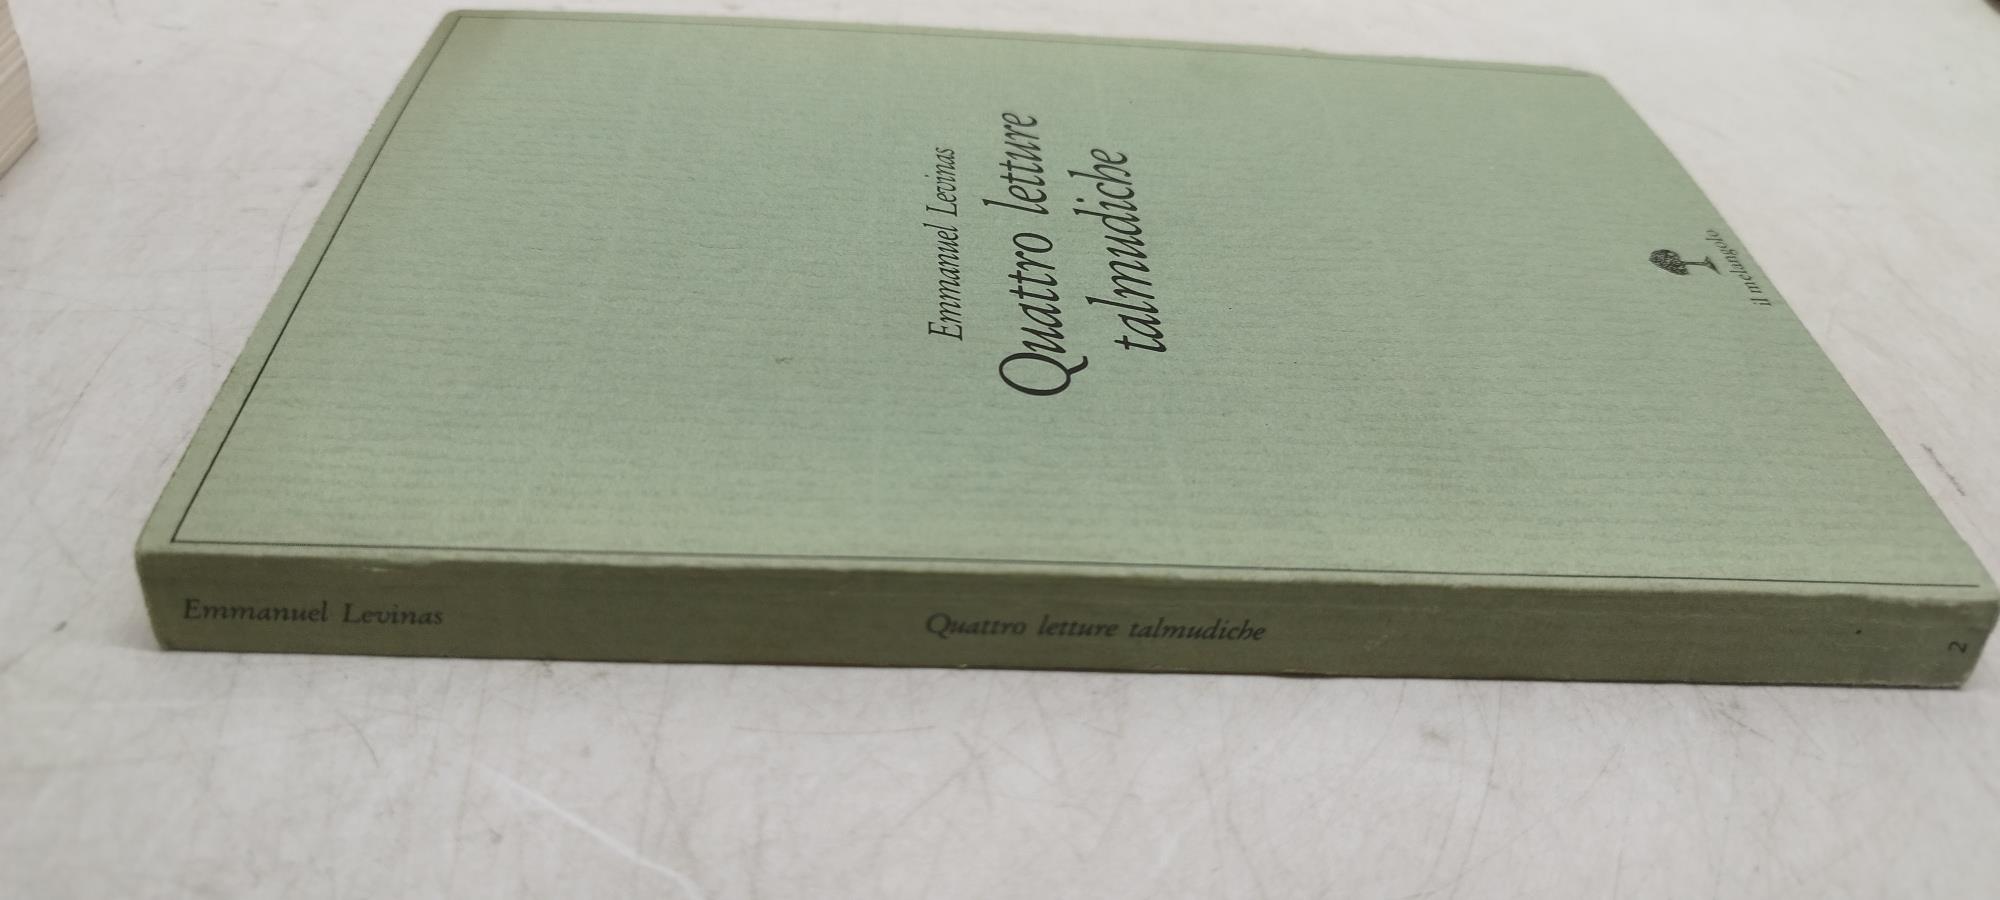 Emmanuel Levinas
Quattro letture
talmudiche
il melangolo
Emmanuel Levinas
Quattro letture talmudiche
2